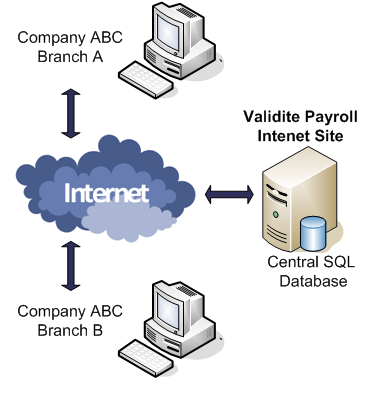 Company ABC
Branch A
Validite Payroll
Intenet Site
Internet
Central SQL
Database
Company ABC
Branch B